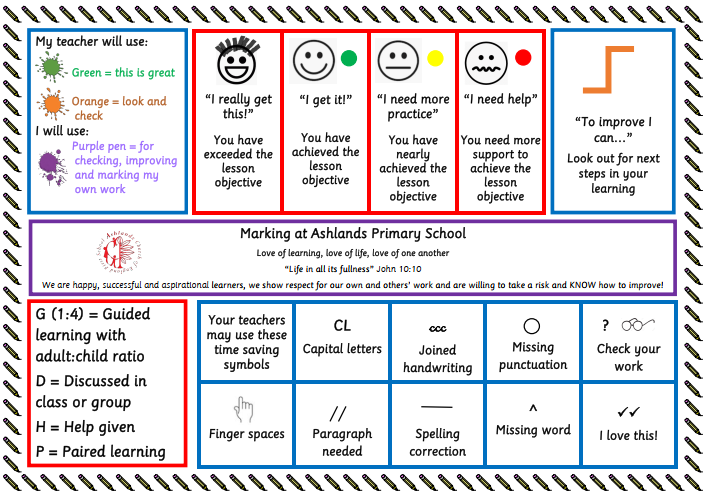 My teacher will use:
Green = this is great
Orange = look and
check
I will use:
Purple pen = for
checking, improving
and marking my
own work
“I really get
this!”
You have
exceeded the
lesson
objective
“I get it!”
You have
achieved the
lesson
objective
“I need more
practice”
You have
nearly
achieved the
lesson
objective
“I need help”
You need more
support to
achieve the
lesson
objective
“To improve I
can...”
Look out for next
steps in your
learning
Marking at Ashlands Primary School
Love of learning, love of life, love of one another
“Life in all its fullness” John 10:10
We are happy, successful and aspirational learners, we show respect for our own and others’ work and are willing to take a risk and KNOW how to improve!
G (1:4) = Guided
learning with
adult:child ratio
D = Discussed in
class or group
H = Help given
P = Paired learning
Your teachers
may use these
time saving
symbols
CL
Capital letters
ccc
Joined
handwriting
Missing
punctuation
?
Check your
work
Finger spaces
//
Paragraph
needed
Spelling
correction
^
Missing word
✓✓
I love this!